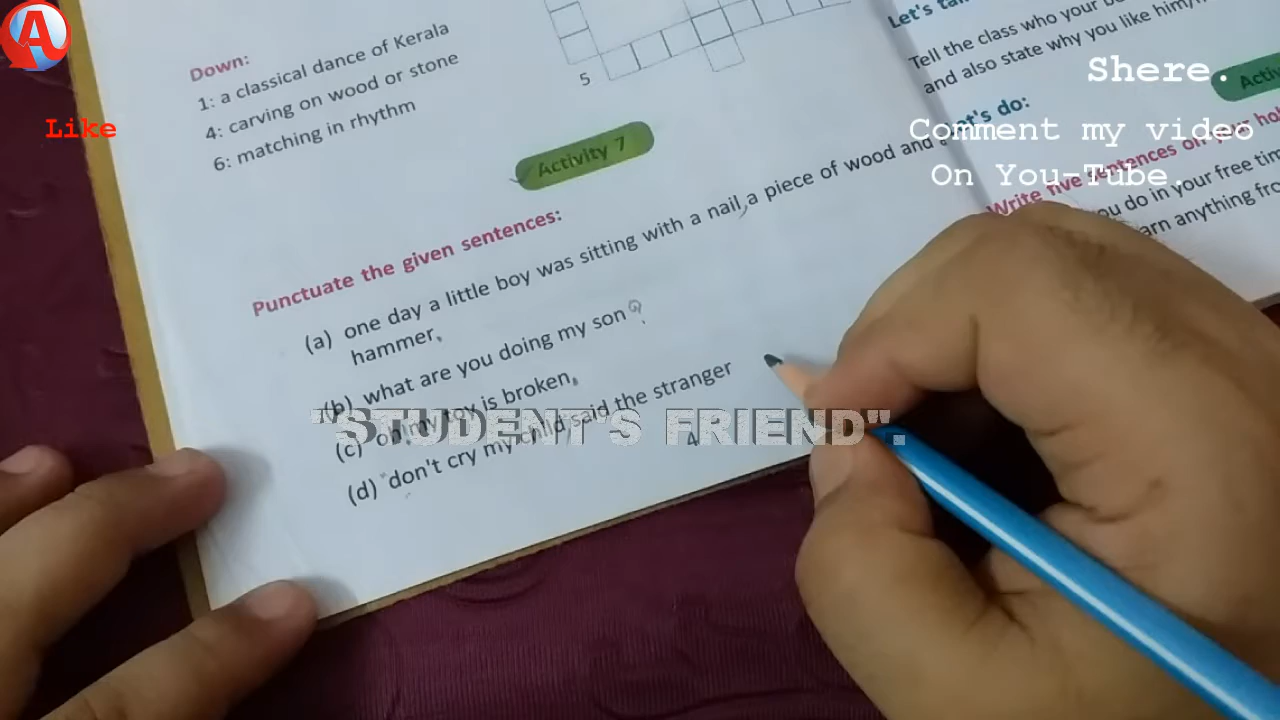 A
Like
Down:
1: a classical dance of Kerala
4: carving on wood or stone
6: matching in rhythm
5
Activity 7
Punctuate the given sentences:
(a) one day a little boy was sitting with a nail, a piece of wood and
hammer.
(b) what are you doing my son?
(c) oh! my toy is broken.
(d) "don't cry my child said the stranger
4
Let's
Tell the class who your
and also state why you like him/
Let's do:
Write five sentences on your
you do in your free
anything
Shere.
Comment my video
On You-Tube.
"STUDENT'S FRIEND".